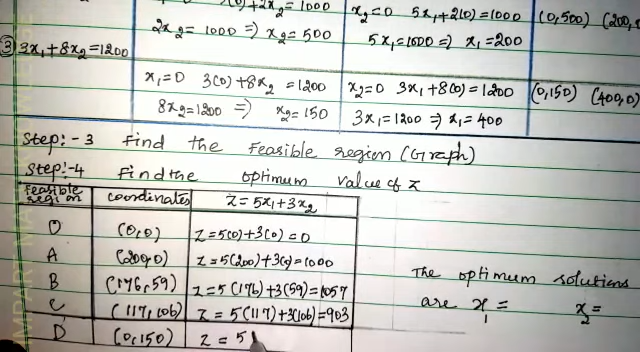 x₂=0 5x₁+2(0)=1000 (0,500)
2x₂ = 1000 ⇒ x₂=500 5x₁=1000 ⇒ x₁=200
③ 3x₁+8x₂=1200
x₁=0 3(0)+8x₂ =1200 x₂=0 3x₁+8(0)=1200 (0,150) (400,0)
8x₂=1200 ⇒ x₂=150 3x₁=1200 ⇒ x₁=400
Step:-3 Find the Feasible region (Graph)
Step:-4 Find the optimum value of z
feasible region coordinates z=5x₁+3x₂
O (0,0) z=5(0)+3(0)=0
A (200,0) z=5(200)+3(0)=1000
B (176,59) z=5(176)+3(59)=1057
C (117,106) z = 5(117)+3(106)=903
D (0,150) z = 5
The optimum solutions
are x₁= x₂=